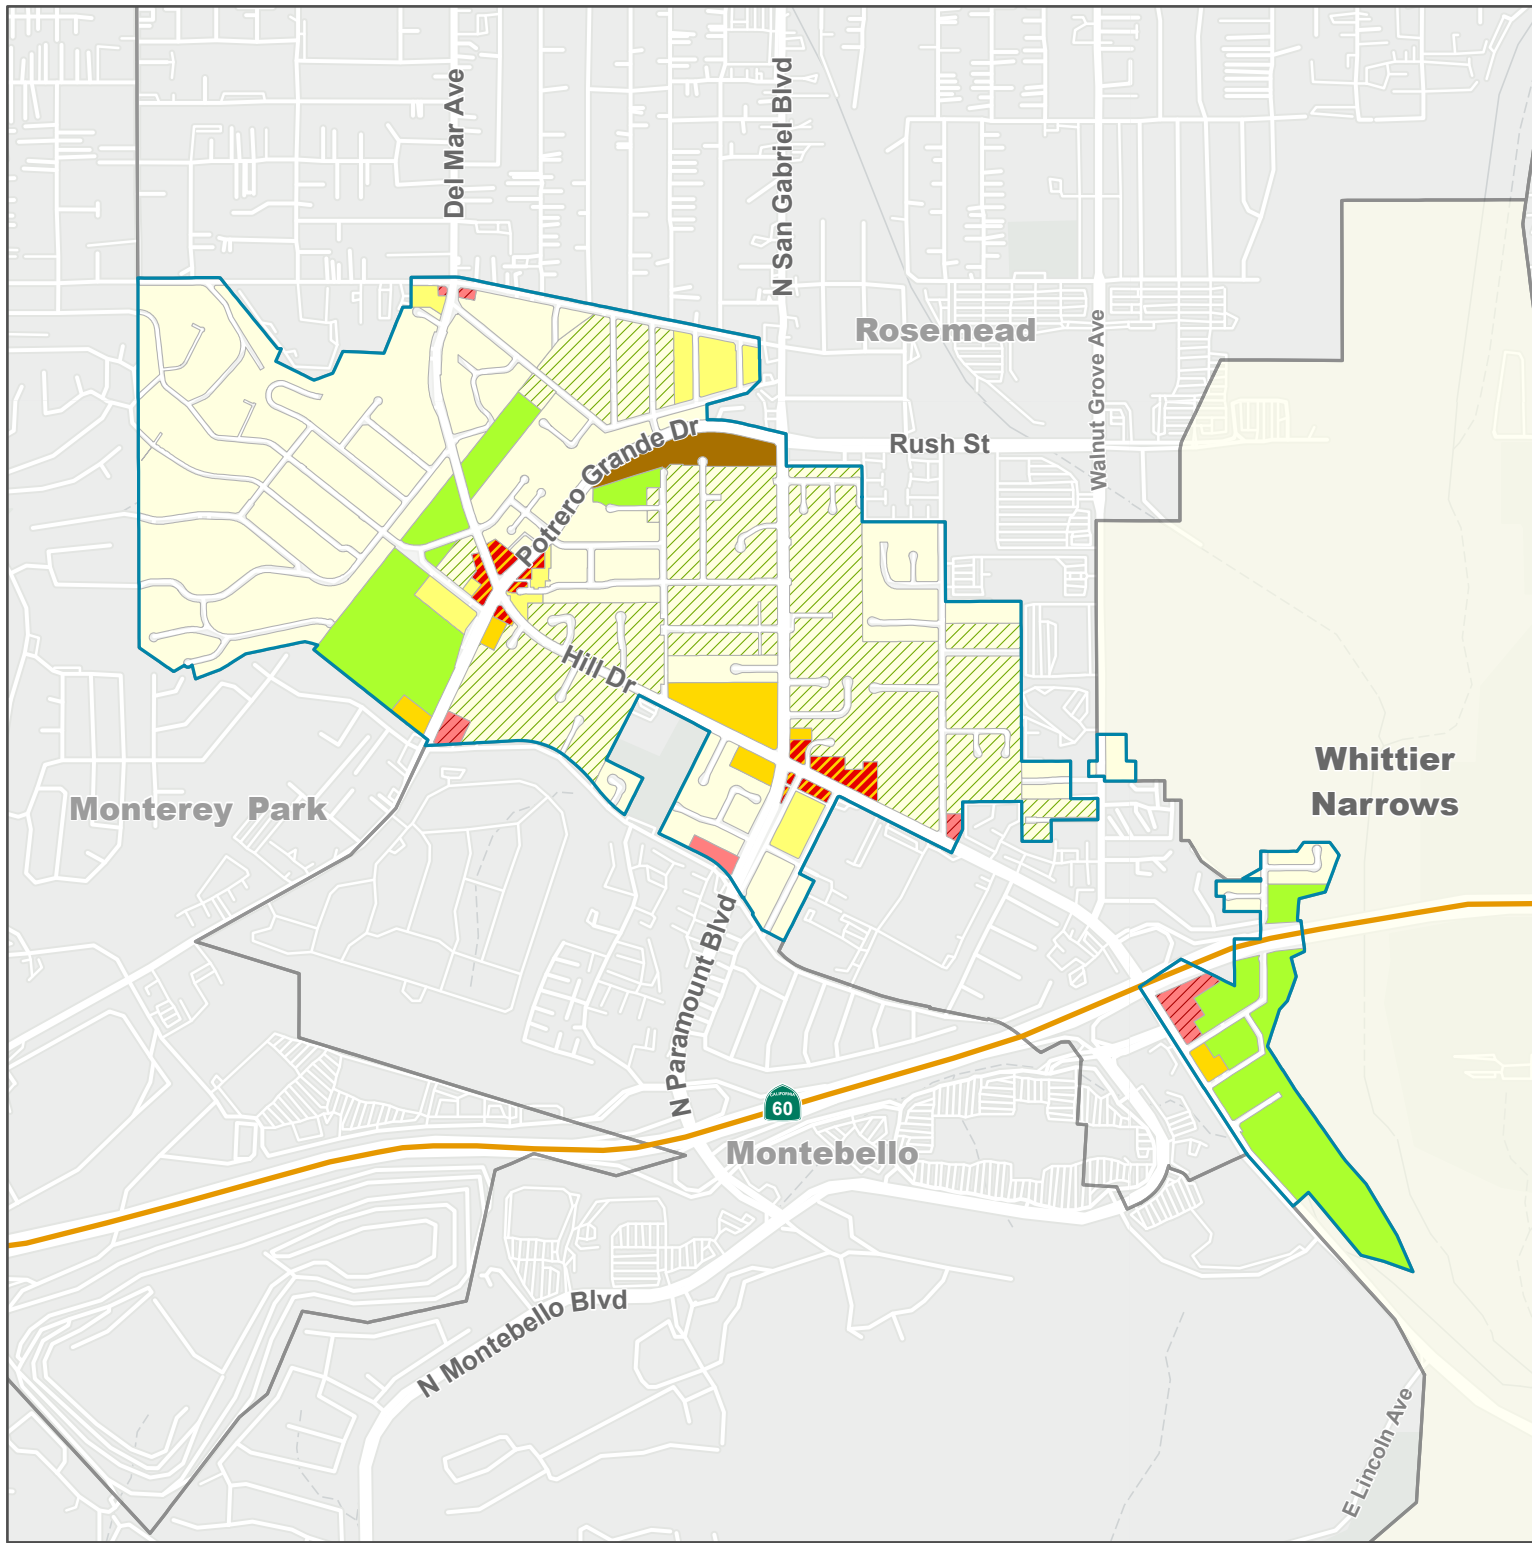 Del Mar Ave
N San Gabriel Blvd
Rosemead
Walnut Grove Ave
Rush St
Potrero Grande Dr
Hill Dr
Whittier
Narrows
Monterey Park
N Paramount Blvd
CALIFORNIA
60
Montebello
N Montebello Blvd
E Lincoln Ave